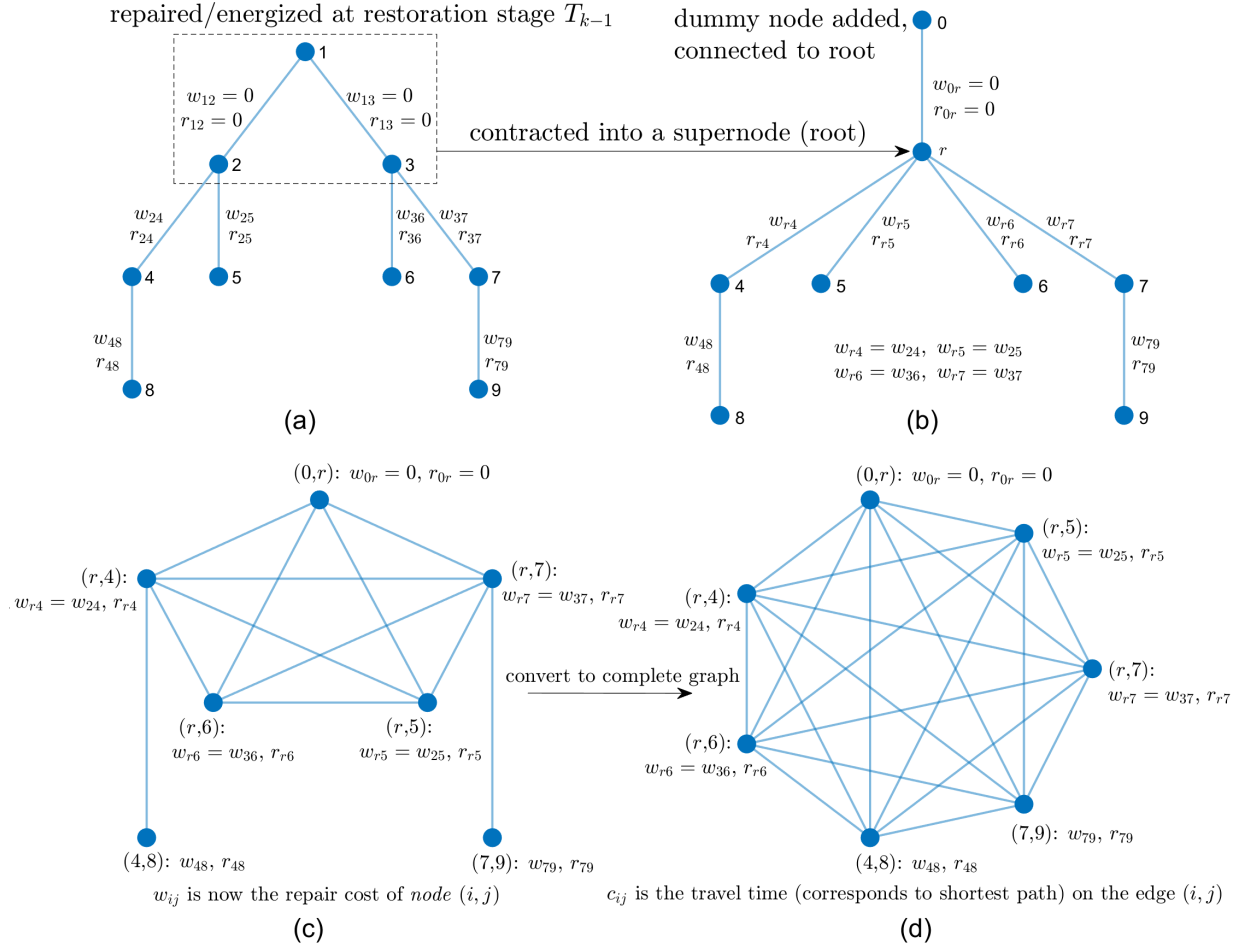 repaired/energized at restoration stage T_{k−1}
1
w_{12} = 0
r_{12} = 0
w_{13} = 0
r_{13} = 0
2
3
w_{24}
r_{24}
w_{25}
r_{25}
w_{36}
r_{36}
w_{37}
r_{37}
4
5
6
7
w_{48}
r_{48}
w_{79}
r_{79}
8
9
(a)
contracted into a supernode (root)
dummy node added,
connected to root
0
w_{0r} = 0
r_{0r} = 0
r
w_{r4}
r_{r4}
w_{r5}
r_{r5}
w_{r6}
r_{r6}
w_{r7}
r_{r7}
4
5
6
7
w_{48}
r_{48}
w_{r4} = w_{24}, w_{r5} = w_{25}
w_{r6} = w_{36}, w_{r7} = w_{37}
w_{79}
r_{79}
8
9
(b)
(0,r): w_{0r} = 0, r_{0r} = 0
(r,4):
w_{r4} = w_{24}, r_{r4}
(r,7):
w_{r7} = w_{37}, r_{r7}
(r,6):
w_{r6} = w_{36}, r_{r6}
(r,5):
w_{r5} = w_{25}, r_{r5}
(4,8): w_{48}, r_{48}
(7,9): w_{79}, r_{79}
w_{ij} is now the repair cost of node (i, j)
(c)
convert to complete graph
(0,r): w_{0r} = 0, r_{0r} = 0
(r,5):
w_{r5} = w_{25}, r_{r5}
(r,4):
w_{r4} = w_{24}, r_{r4}
(r,7):
w_{r7} = w_{37}, r_{r7}
(r,6):
w_{r6} = w_{36}, r_{r6}
(7,9): w_{79}, r_{79}
(4,8): w_{48}, r_{48}
c_{ij} is the travel time (corresponds to shortest path) on the edge (i, j)
(d)